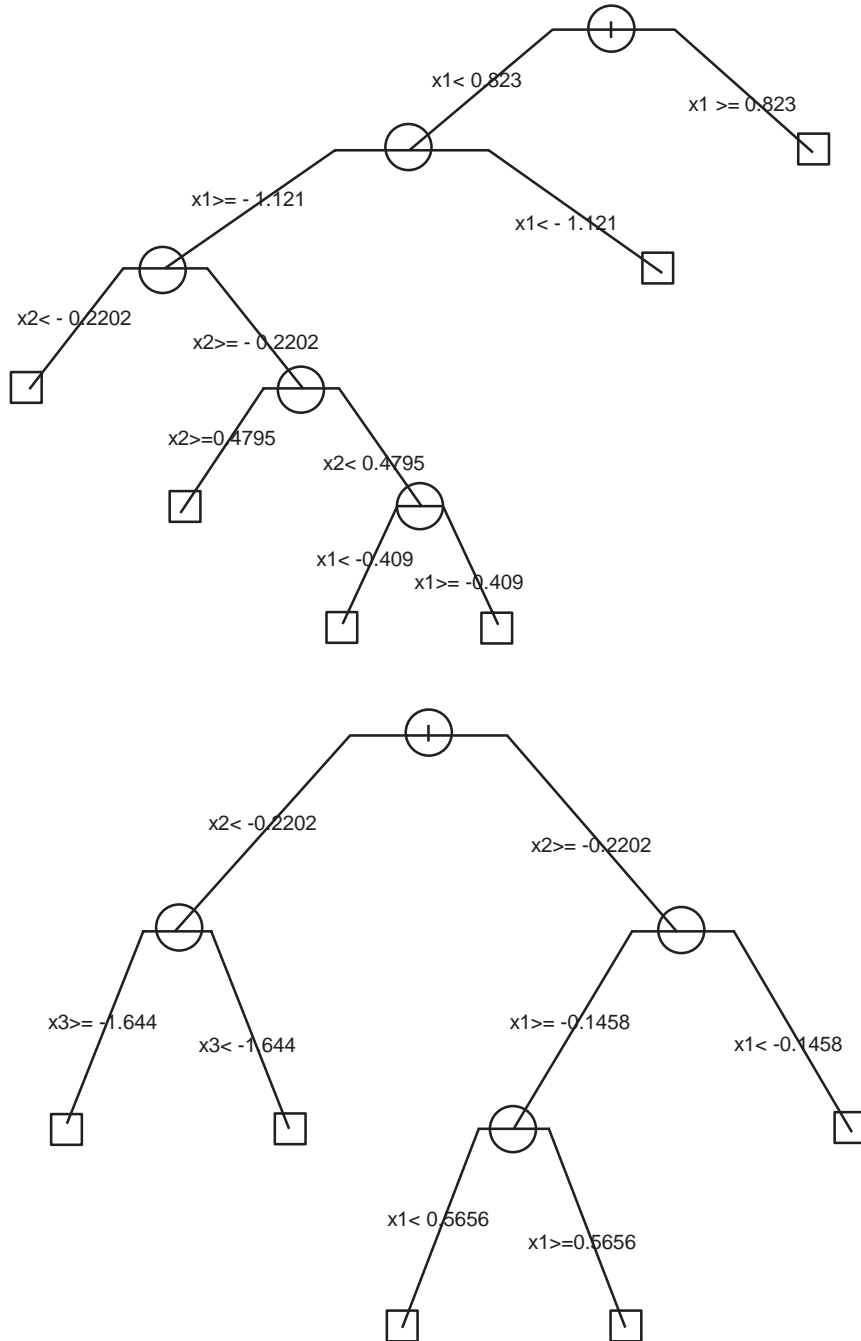 x1< 0.823
x1 >= 0.823
x1>= - 1.121
x1< - 1.121
x2< - 0.2202
x2>= - 0.2202
x2>=0.4795
x2< 0.4795
x1< -0.409
x1>= -0.409
x2< -0.2202
x2>= -0.2202
x3>= -1.644
x3< -1.644
x1>= -0.1458
x1< -0.1458
x1< 0.5656
x1>=0.5656